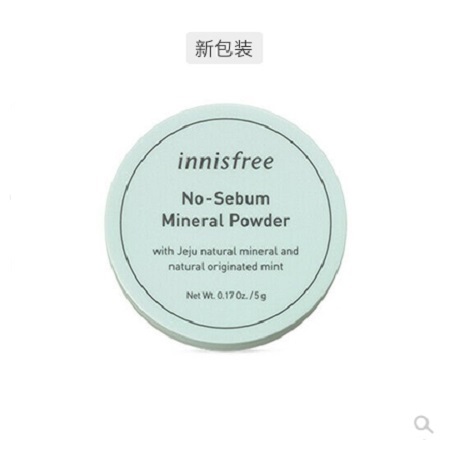 新包装
innisfree
No-Sebum
Mineral Powder
with Jeju natural mineral and
natural originated mint
Net Wt. 0.17 Oz. / 5 g